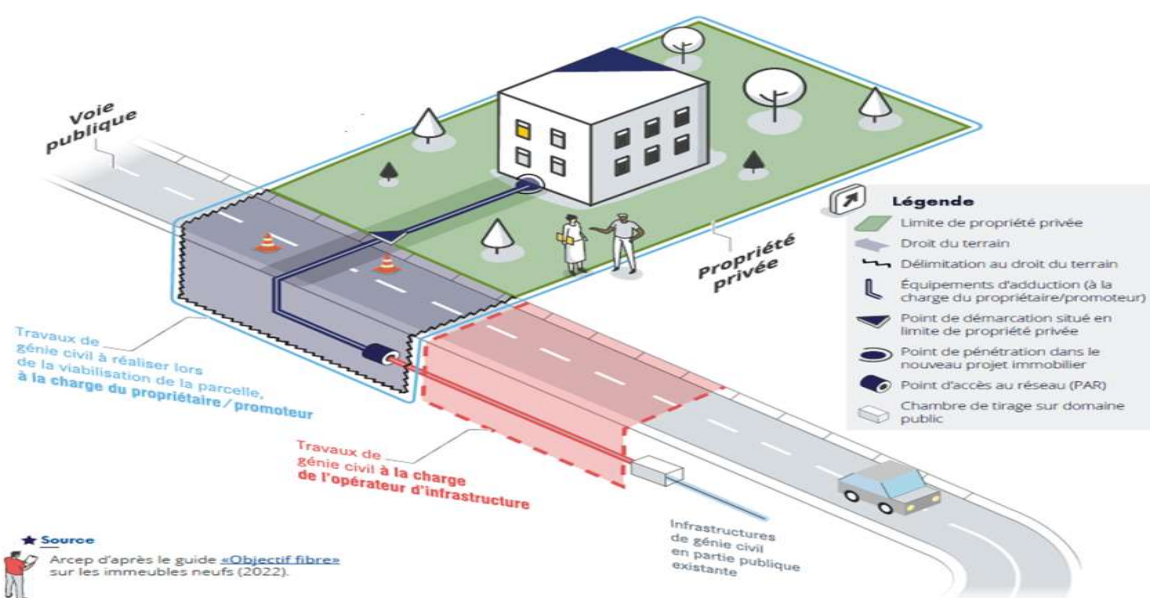 Voie
publique
Propriété
privée
Légende
Limite de propriété privée
Droit du terrain
Délimitation au droit du terrain
Équipements d'adduction (à la
charge du propriétaire/promoteur)
Point de démarcation situé en
limite de propriété privée
Point de pénétration dans le
nouveau projet immobilier
Point d'accès au réseau (PAR)
Chambre de tirage sur domaine
public
Travaux de
génie civil à réaliser lors
de la viabilisation de la parcelle,
à la charge du propriétaire/promoteur
Travaux de
génie civil à la charge
de l'opérateur d'infrastructure
Infrastructures
de génie civil
en partie publique
existante
Source
Arcep d'après le guide «Objectif fibre»
sur les immeubles neufs (2022).